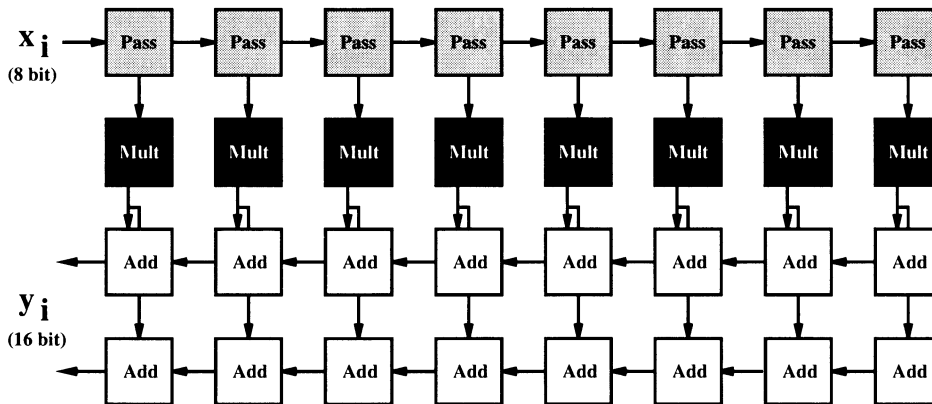 x i Pass Pass Pass Pass Pass Pass Pass Pass
(8 bit)
Mult Mult Mult Mult Mult Mult Mult Mult
Add Add Add Add Add Add Add Add
y i
(16 bit)
Add Add Add Add Add Add Add Add